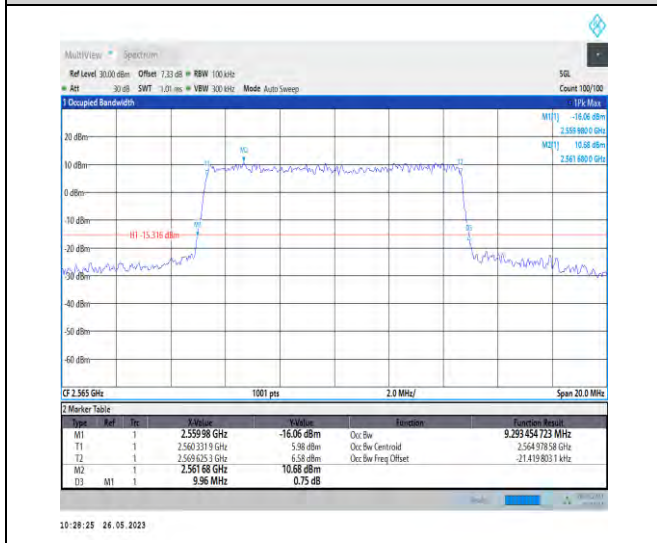 MultiView Spectrum
Ref Level 30.00 dBm Offset 7.33 dB RBW 100 kHz SGL
Att 30 dB SWT 1.01 ms VBW 300 kHz Mode Auto Sweep Count 100/100
1 Occupied Bandwidth 1Pk Max
M1[1] -16.06 dBm
2.559 980 0 GHz
M2[1] 10.68 dBm
2.561 680 0 GHz
20 dBm
M2
T1 T2
10 dBm
0 dBm
-10 dBm
M1 D3
H1 -15.316 dBm
-20 dBm
-30 dBm
-40 dBm
-50 dBm
-60 dBm
CF 2.565 GHz 1001 pts 2.0 MHz/ Span 20.0 MHz
2 Marker Table
Type Ref Trc X-Value Y-Value Function Function Result
M1 1 2.559 98 GHz -16.06 dBm Occ Bw 9.293 454 723 MHz
T1 1 2.560 331 9 GHz 5.98 dBm Occ Bw Centroid 2.564 978 58 GHz
T2 1 2.569 625 3 GHz 6.58 dBm Occ Bw Freq Offset -21.419 803 1 kHz
M2 1 2.561 68 GHz 10.68 dBm
D3 M1 1 9.96 MHz 0.75 dB
10:28:25 26.05.2023